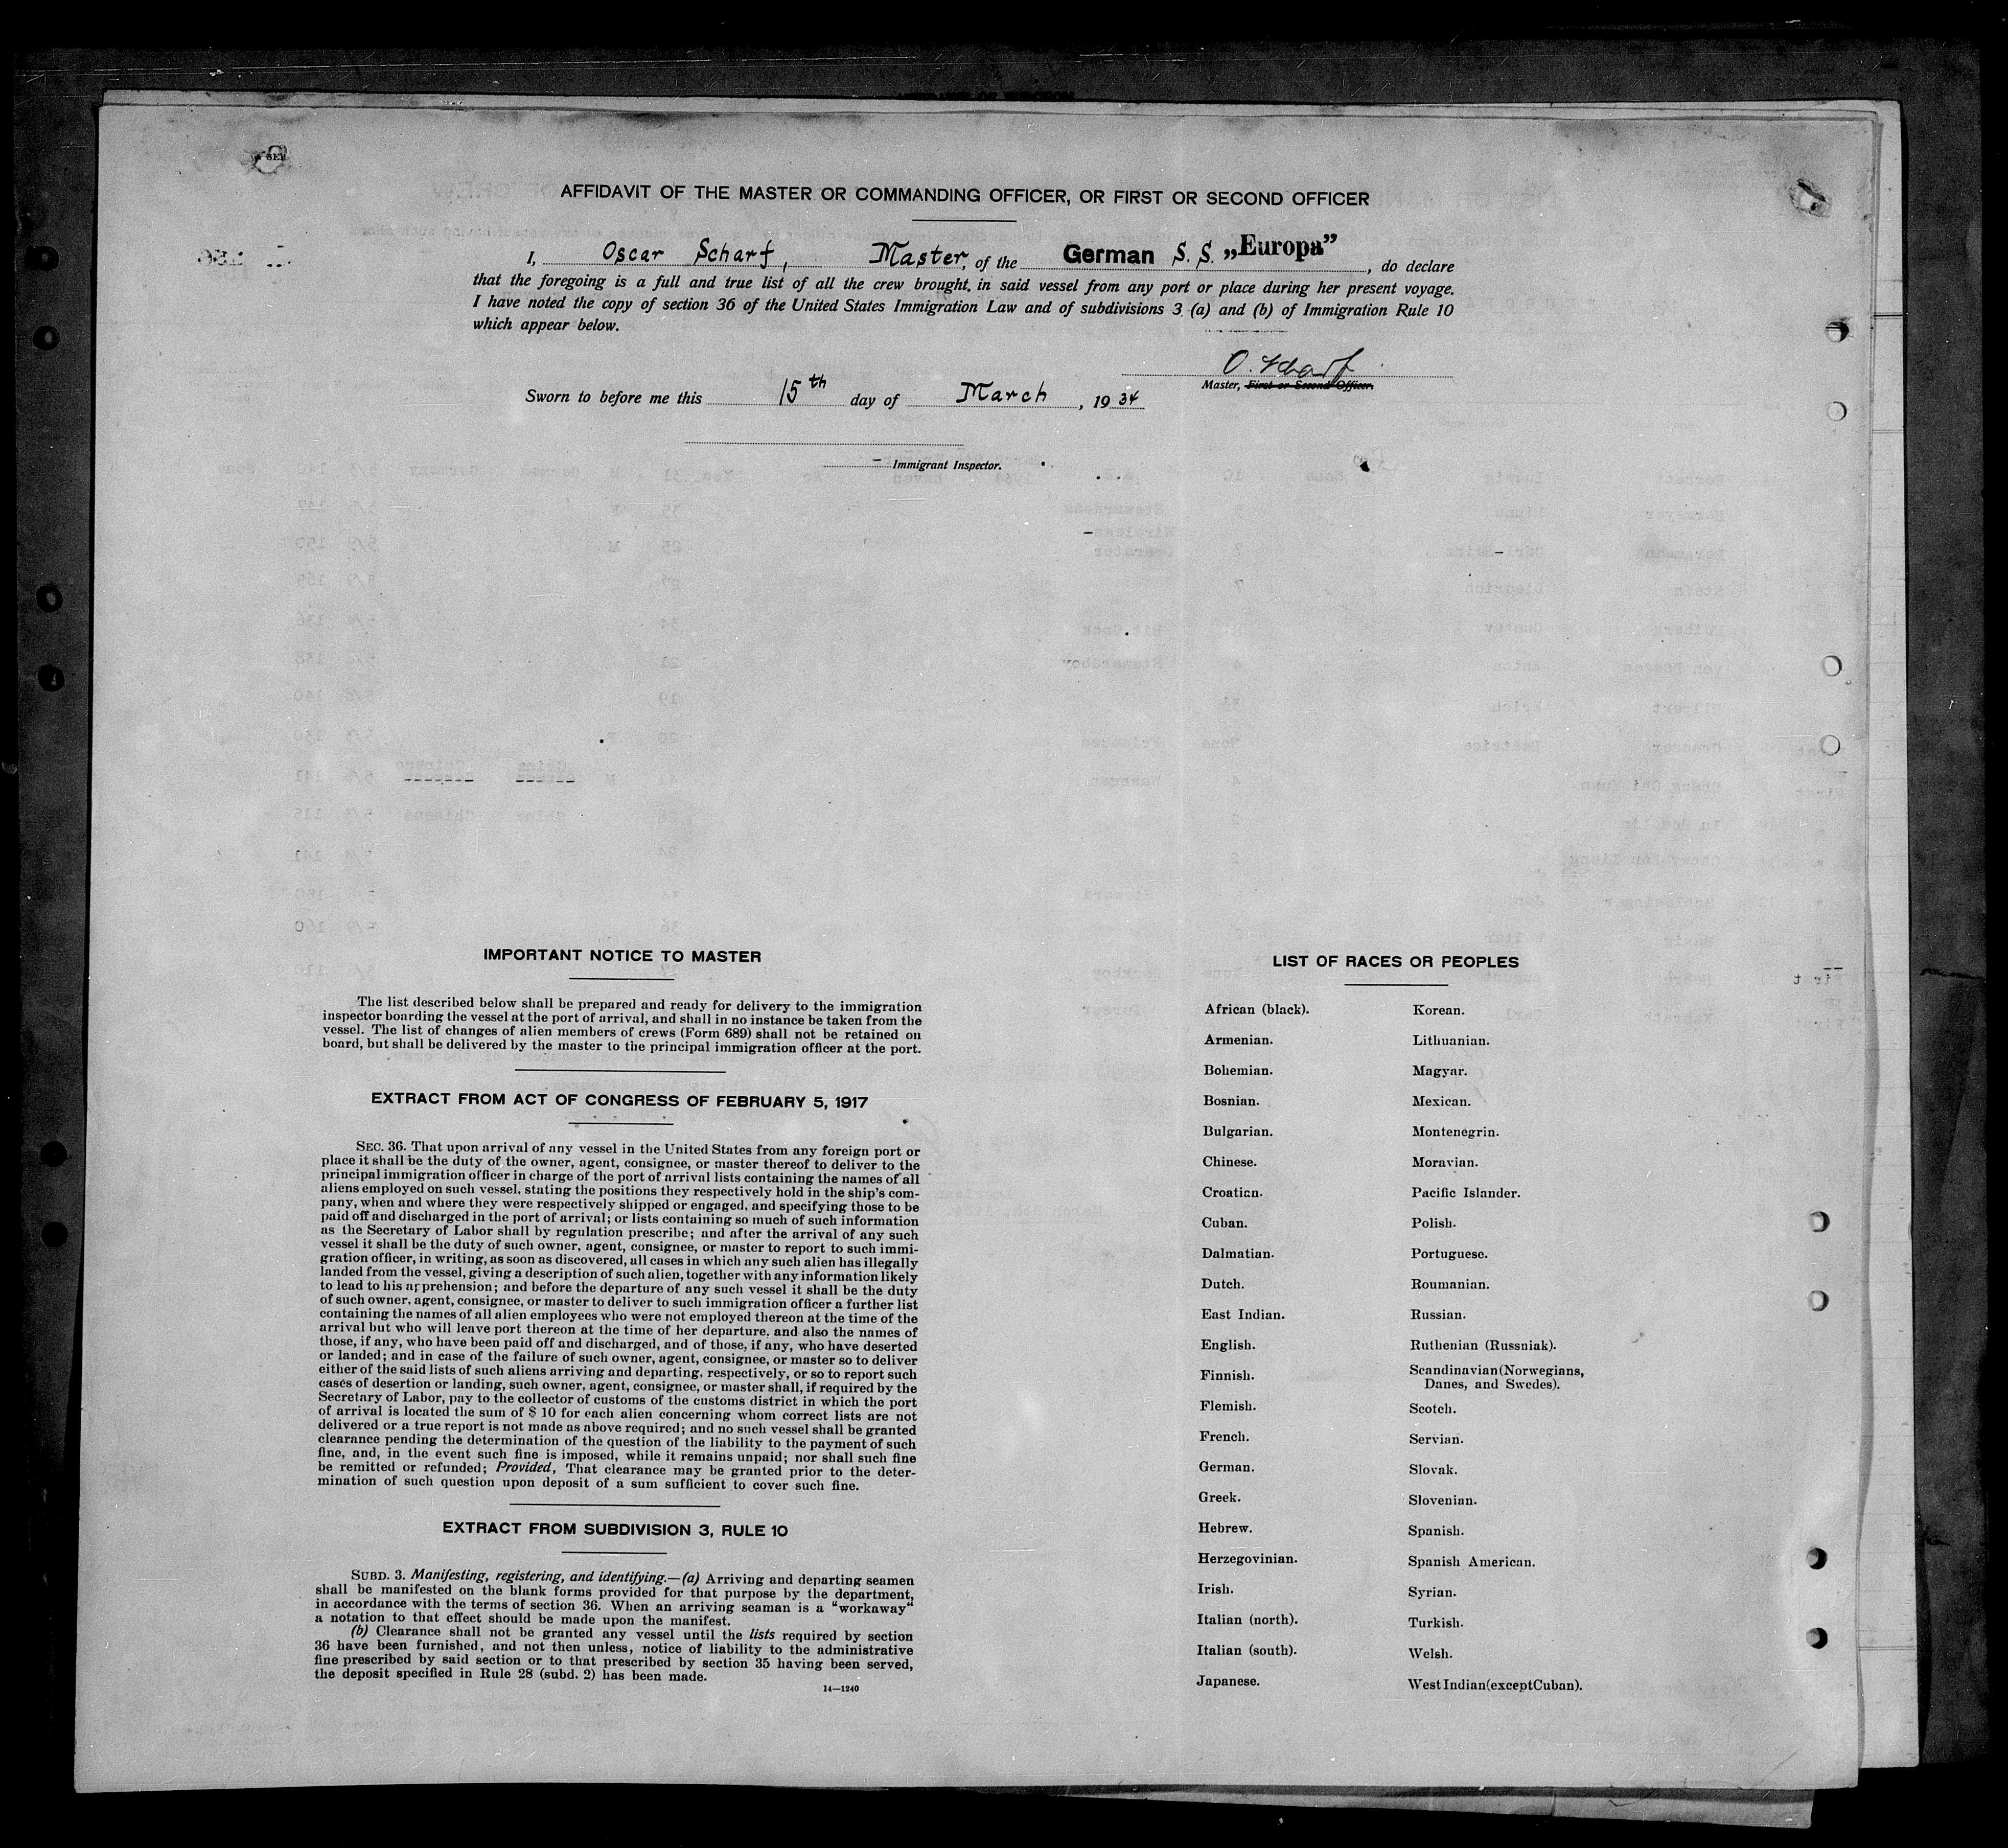 AFFIDAVIT OF THE MASTER OR COMMANDING OFFICER, OR FIRST OR SECOND OFFICER
I, Oscar Scharf, Master, of the German S. S. „Europa”, do declare
that the foregoing is a full and true list of all the crew brought in said vessel from any port or place during her present voyage.
I have noted the copy of section 36 of the United States Immigration Law and of subdivisions 3 (a) and (b) of Immigration Rule 10
which appear below.
O. Scharf
Master, First or Second Officer.
Sworn to before me this 15th day of March, 1934
Immigrant Inspector.
IMPORTANT NOTICE TO MASTER
The list described below shall be prepared and ready for delivery to the immigration
inspector boarding the vessel at the port of arrival, and shall in no instance be taken from the
vessel. The list of changes of alien members of crews (Form 689) shall not be retained on
board, but shall be delivered by the master to the principal immigration officer at the port.
EXTRACT FROM ACT OF CONGRESS OF FEBRUARY 5, 1917
SEC. 36. That upon arrival of any vessel in the United States from any foreign port or
place it shall be the duty of the owner, agent, consignee, or master thereof to deliver to the
principal immigration officer in charge of the port of arrival lists containing the names of all
aliens employed on such vessel, stating the positions they respectively hold in the ship's com-
pany, when and where they were respectively shipped or engaged, and specifying those to be
paid off and discharged in the port of arrival; or lists containing so much of such information
as the Secretary of Labor shall by regulation prescribe; and after the arrival of any such
vessel it shall be the duty of such owner, agent, consignee, or master to report to such immi-
gration officer, in writing, as soon as discovered, all cases in which any such alien has illegally
landed from the vessel, giving a description of such alien, together with any information likely
to lead to his apprehension; and before the departure of any such vessel it shall be the duty
of such owner, agent, consignee, or master to deliver to such immigration officer a further list
containing the names of all alien employees who were not employed thereon at the time of the
arrival but who will leave port thereon at the time of her departure, and also the names of
those, if any, who have been paid off and discharged, and of those, if any, who have deserted
or landed; and in case of the failure of such owner, agent, consignee, or master so to deliver
either of the said lists of such aliens arriving and departing, respectively, or so to report such
cases of desertion or landing, such owner, agent, consignee, or master shall, if required by the
Secretary of Labor, pay to the collector of customs of the customs district in which the port
of arrival is located the sum of $ 10 for each alien concerning whom correct lists are not
delivered or a true report is not made as above required; and no such vessel shall be granted
clearance pending the determination of the question of the liability to the payment of such
fine, and, in the event such fine is imposed, while it remains unpaid; nor shall such fine
be remitted or refunded; Provided, That clearance may be granted prior to the deter-
mination of such question upon deposit of a sum sufficient to cover such fine.
EXTRACT FROM SUBDIVISION 3, RULE 10
SUBD. 3. Manifesting, registering, and identifying.—(a) Arriving and departing seamen
shall be manifested on the blank forms provided for that purpose by the department,
in accordance with the terms of section 36. When an arriving seaman is a “workaway“
a notation to that effect should be made upon the manifest.
(b) Clearance shall not be granted any vessel until the lists required by section
36 have been furnished, and not then unless, notice of liability to the administrative
fine prescribed by said section or to that prescribed by section 35 having been served,
the deposit specified in Rule 28 (subd. 2) has been made.
14—1240
LIST OF RACES OR PEOPLES
African (black).
Armenian.
Bohemian.
Bosnian.
Bulgarian.
Chinese.
Croatian.
Cuban.
Dalmatian.
Dutch.
East Indian.
English.
Finnish.
Flemish.
French.
German.
Greek.
Hebrew.
Herzegovinian.
Irish.
Italian (north).
Italian (south).
Japanese.
Korean.
Lithuanian.
Magyar.
Mexican.
Montenegrin.
Moravian.
Pacific Islander.
Polish.
Portuguese.
Roumanian.
Russian.
Ruthenian (Russniak).
Scandinavian (Norwegians,
Danes, and Swedes).
Scotch.
Servian.
Slovak.
Slovenian.
Spanish.
Spanish American.
Syrian.
Turkish.
Welsh.
West Indian (except Cuban).